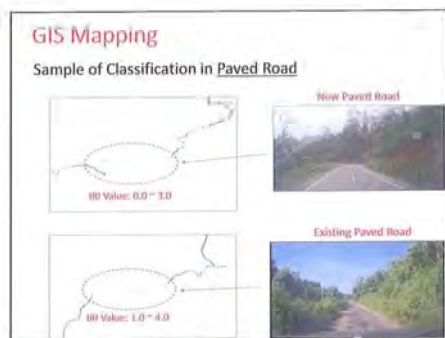 GIS Mapping
Sample of Classification in Paved Road
New Paved Road
IRI Value: 0.0 ~ 3.0
Existing Paved Road
IRI Value: 1.0 ~ 4.0